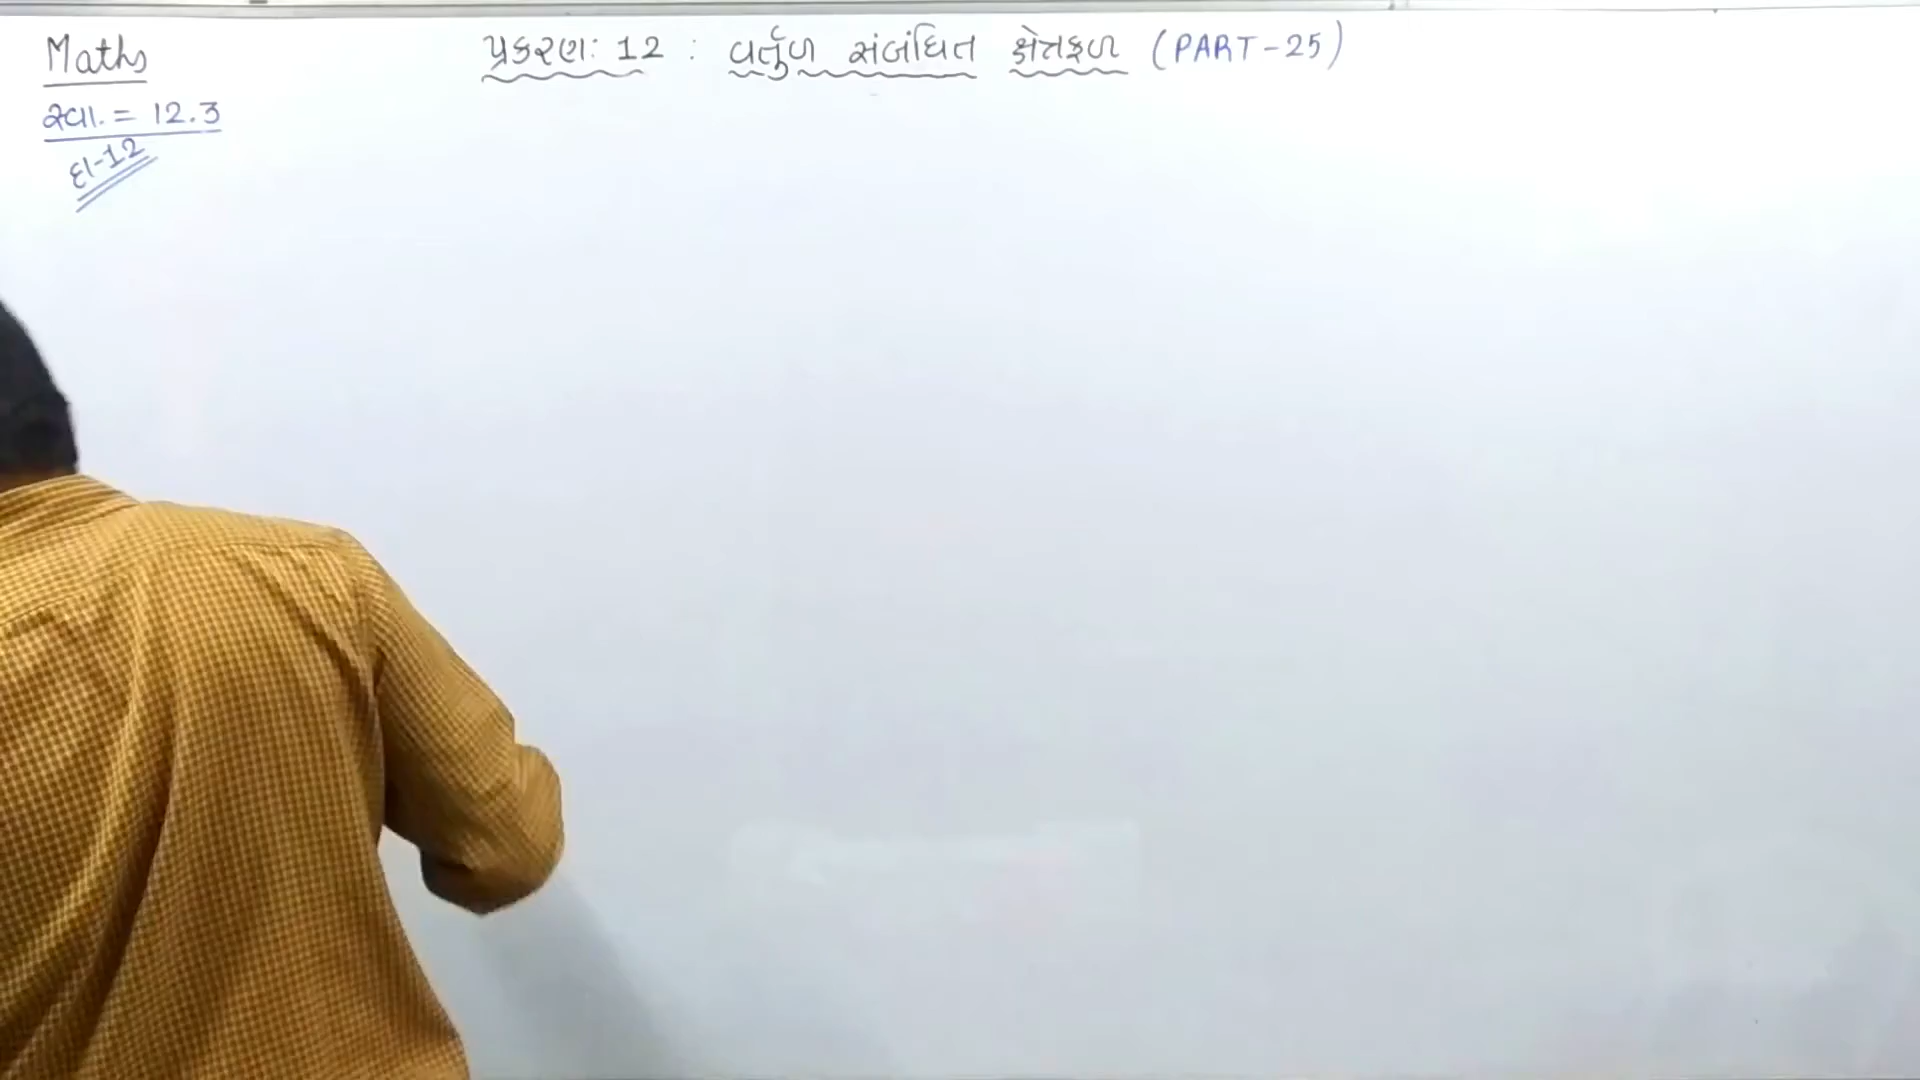 Maths
પ્રકરણ: 12 : વર્તુળ સંબંધિત ક્ષેત્રફળ (PART-25)
સ્વા. = 12.3
દા-12